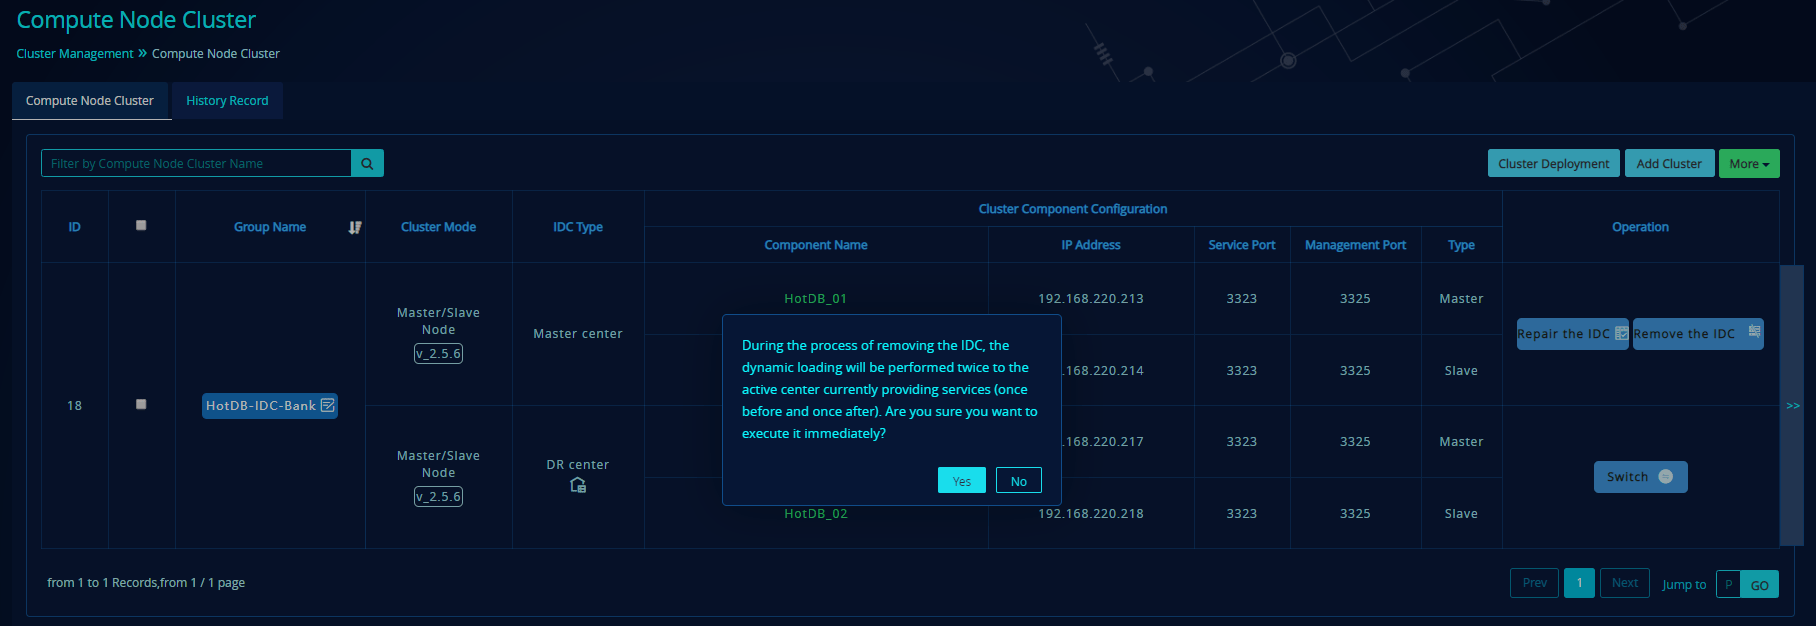 Compute Node Cluster
Cluster Management » Compute Node Cluster
Compute Node Cluster
History Record
Filter by Compute Node Cluster Name
Cluster Deployment
Add Cluster
More
ID
Group Name
Cluster Mode
IDC Type
Cluster Component Configuration
Operation
Component Name
IP Address
Service Port
Management Port
Type
18
HotDB-IDC-Bank
Master/Slave
Node
v_2.5.6
Master center
HotDB_01
192.168.220.213
3323
3325
Master
.168.220.214
3323
3325
Slave
Repair the IDC
Remove the IDC
Master/Slave
Node
v_2.5.6
DR center
.168.220.217
3323
3325
Master
HotDB_02
192.168.220.218
3323
3325
Slave
Switch
>>
During the process of removing the IDC, the
dynamic loading will be performed twice to the
active center currently providing services (once
before and once after). Are you sure you want to
execute it immediately?
Yes
No
from 1 to 1 Records,from 1 / 1 page
Prev
1
Next
Jump to
P
GO